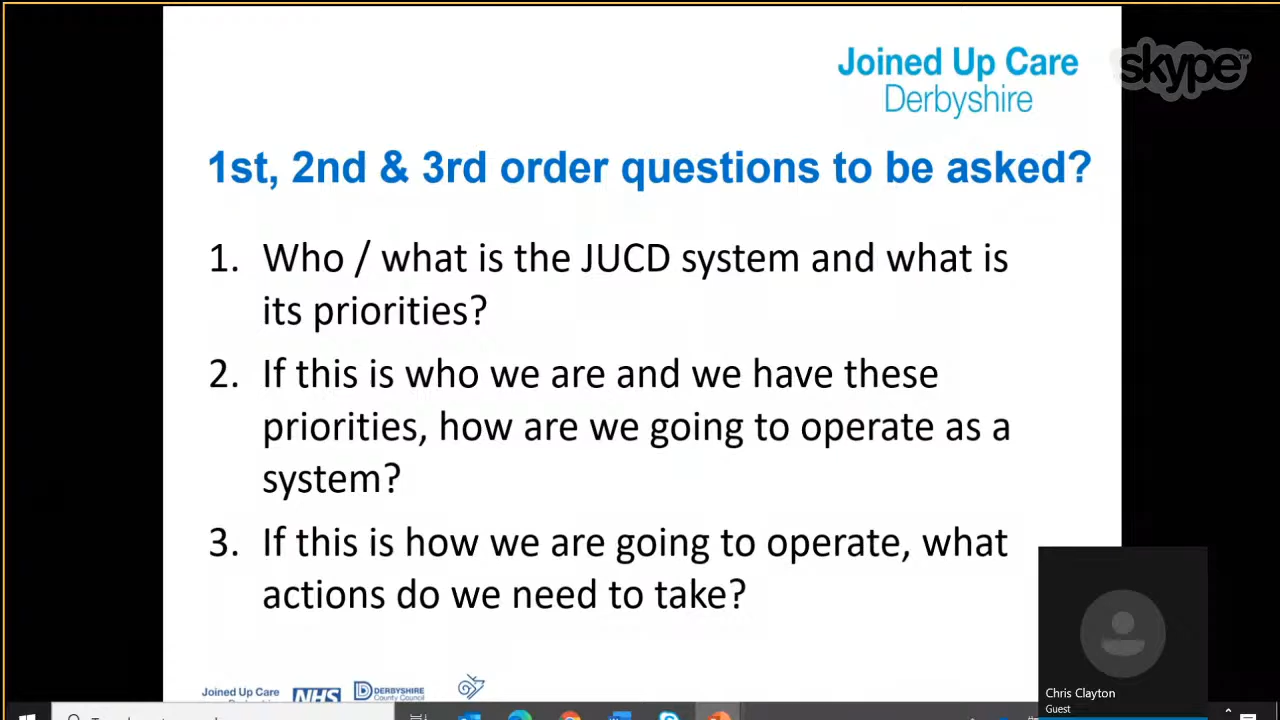 Joined Up Care
Derbyshire
skype™
1st, 2nd & 3rd order questions to be asked?
1. Who / what is the JUCD system and what is
its priorities?
2. If this is who we are and we have these
priorities, how are we going to operate as a
system?
3. If this is how we are going to operate, what
actions do we need to take?
Joined Up Care
NHS
DERBYSHIRE
County Council
Chris Clayton
Guest